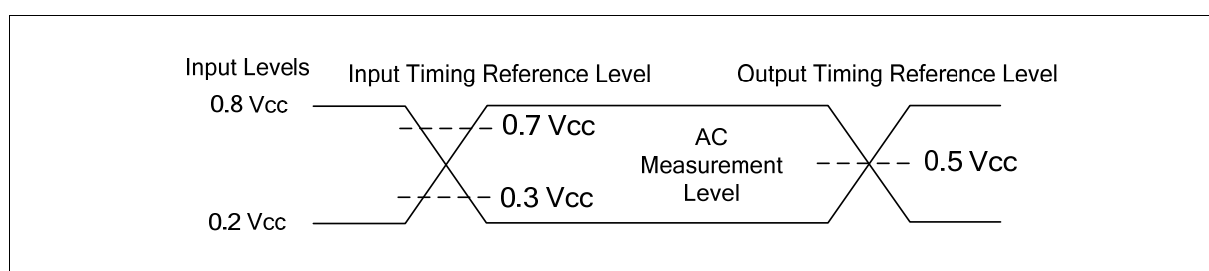 Input Levels
Input Timing Reference Level
Output Timing Reference Level
0.8 Vcc
0.7 Vcc
AC
Measurement
Level
0.5 Vcc
0.3 Vcc
0.2 Vcc